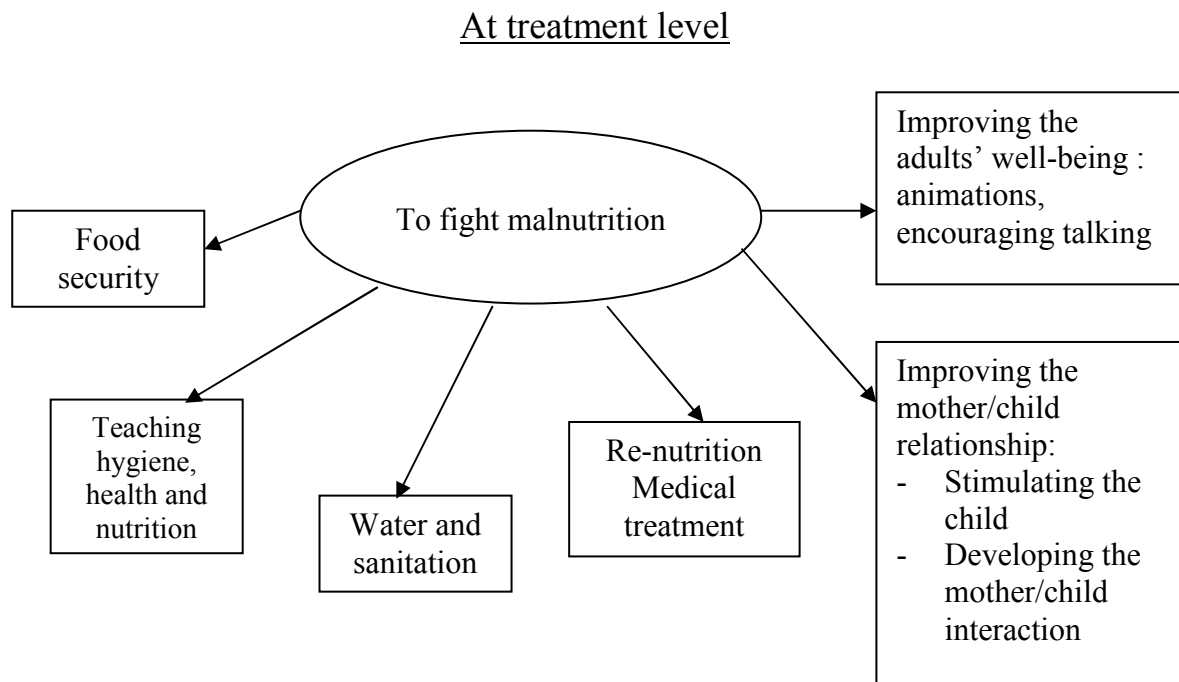 At treatment level
To fight malnutrition
Food
security
Teaching
hygiene,
health and
nutrition
Water and
sanitation
Re-nutrition
Medical
treatment
Improving the
adults’ well-being :
animations,
encouraging talking
Improving the
mother/child
relationship:
- Stimulating the
child
- Developing the
mother/child
interaction